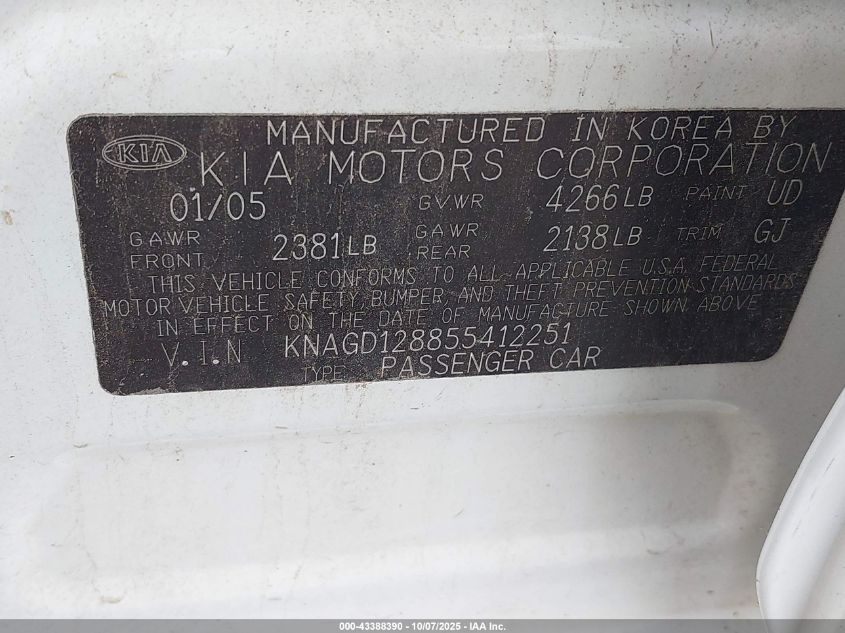 MANUFACTURED IN KOREA BY
KIA KIA MOTORS CORPORATION
01/05 GVWR 4266LB PAINT UD
GAWR FRONT 2381LB GAWR REAR 2138LB TRIM GJ
THIS VEHICLE CONFORMS TO ALL APPLICABLE U.S.A. FEDERAL
MOTOR VEHICLE SAFETY, BUMPER, AND THEFT PREVENTION STANDARDS
IN EFFECT ON THE DATE OF MANUFACTURE SHOWN ABOVE
V.I.N KNAGD128855412251
TYPE PASSENGER CAR
000-43388390 - 10/07/2025 - IAA Inc.